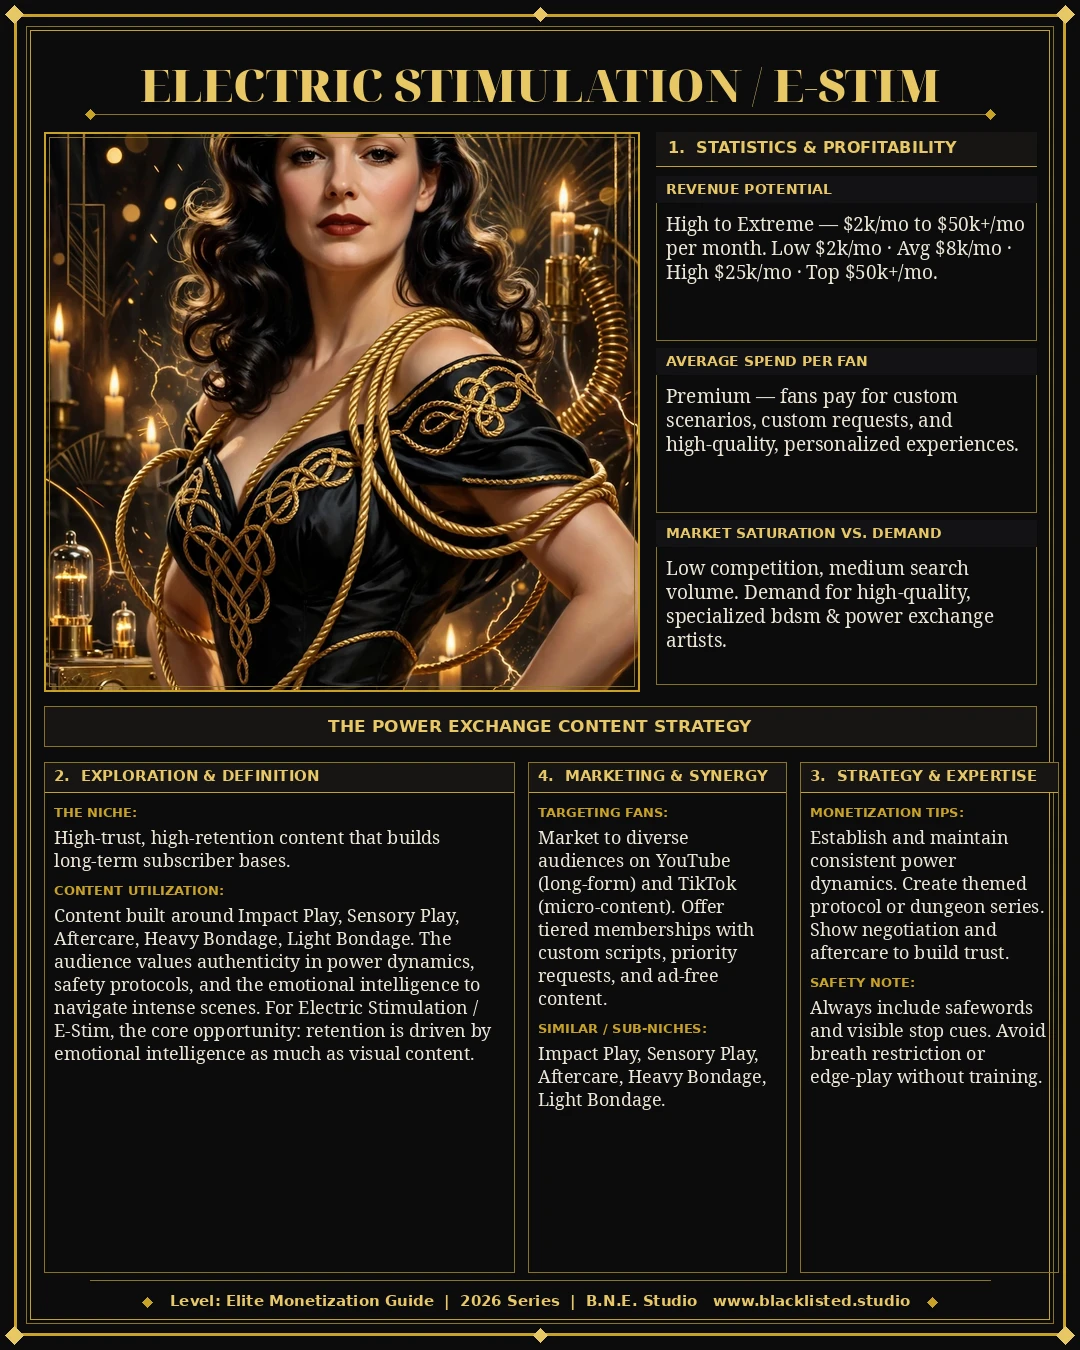 ELECTRIC STIMULATION / E-STIM
1. STATISTICS & PROFITABILITY
REVENUE POTENTIAL
High to Extreme — $2k/mo to $50k+/mo
per month. Low $2k/mo · Avg $8k/mo ·
High $25k/mo · Top $50k+/mo.
AVERAGE SPEND PER FAN
Premium — fans pay for custom
scenarios, custom requests, and
high-quality, personalized experiences.
MARKET SATURATION VS. DEMAND
Low competition, medium search
volume. Demand for high-quality,
specialized bdsm & power exchange
artists.
THE POWER EXCHANGE CONTENT STRATEGY
2. EXPLORATION & DEFINITION
THE NICHE:
High-trust, high-retention content that builds
long-term subscriber bases.
CONTENT UTILIZATION:
Content built around Impact Play, Sensory Play,
Aftercare, Heavy Bondage, Light Bondage. The
audience values authenticity in power dynamics,
safety protocols, and the emotional intelligence to
navigate intense scenes. For Electric Stimulation /
E-Stim, the core opportunity: retention is driven by
emotional intelligence as much as visual content.
4. MARKETING & SYNERGY
TARGETING FANS:
Market to diverse
audiences on YouTube
(long-form) and TikTok
(micro-content). Offer
tiered memberships with
custom scripts, priority
requests, and ad-free
content.
SIMILAR / SUB-NICHES:
Impact Play, Sensory Play,
Aftercare, Heavy Bondage,
Light Bondage.
3. STRATEGY & EXPERTISE
MONETIZATION TIPS:
Establish and maintain
consistent power
dynamics. Create themed
protocol or dungeon series.
Show negotiation and
aftercare to build trust.
SAFETY NOTE:
Always include safewords
and visible stop cues. Avoid
breath restriction or
edge-play without training.
Level: Elite Monetization Guide | 2026 Series | B.N.E. Studio www.blacklisted.studio